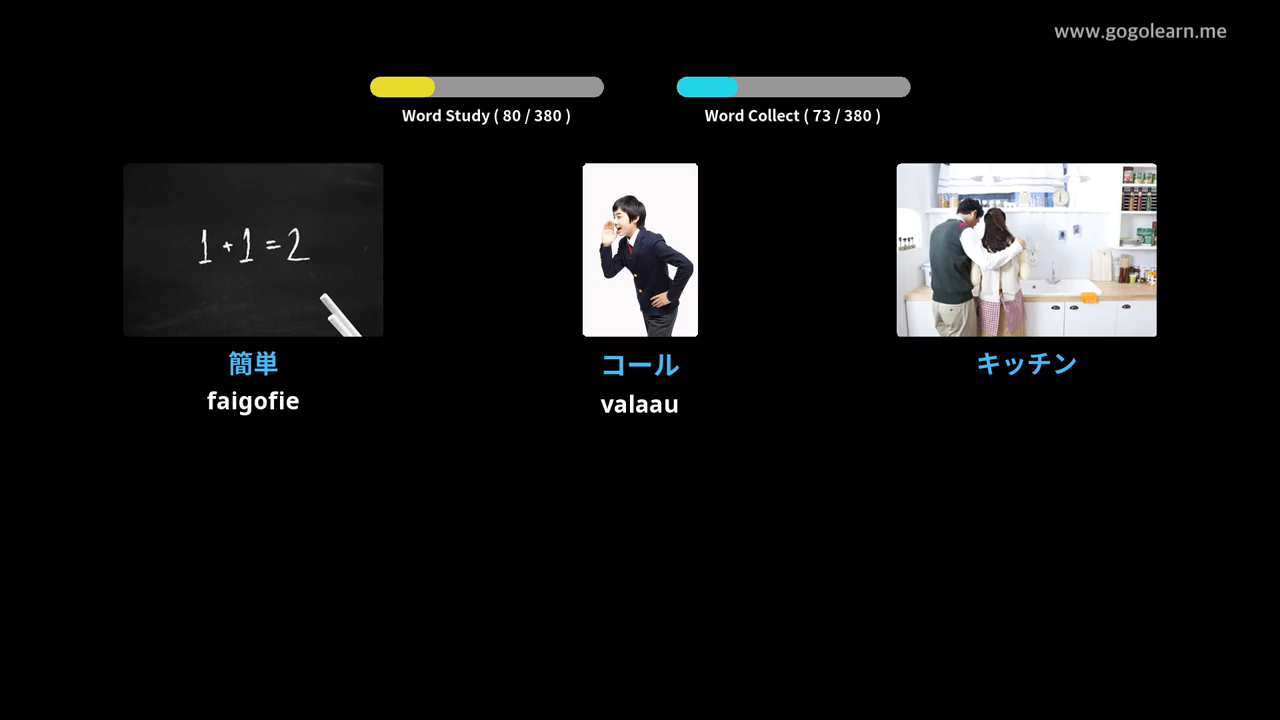 www.gogolearn.me
Word Study ( 80 / 380 )
Word Collect ( 73 / 380 )
1 + 1 = 2
簡単
faigofie
コール
valaau
キッチン